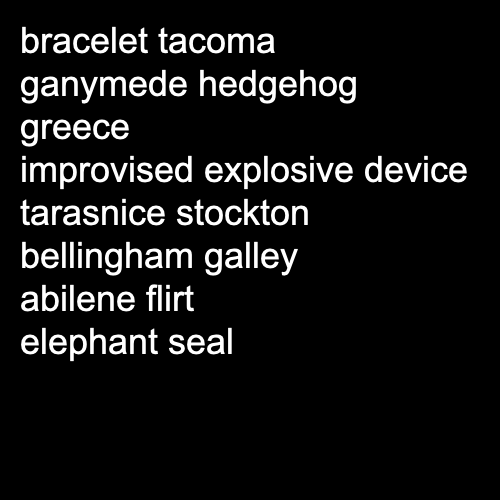 bracelet tacoma
ganymede hedgehog
greece
improvised explosive device
tarasnice stockton
bellingham galley
abilene flirt
elephant seal